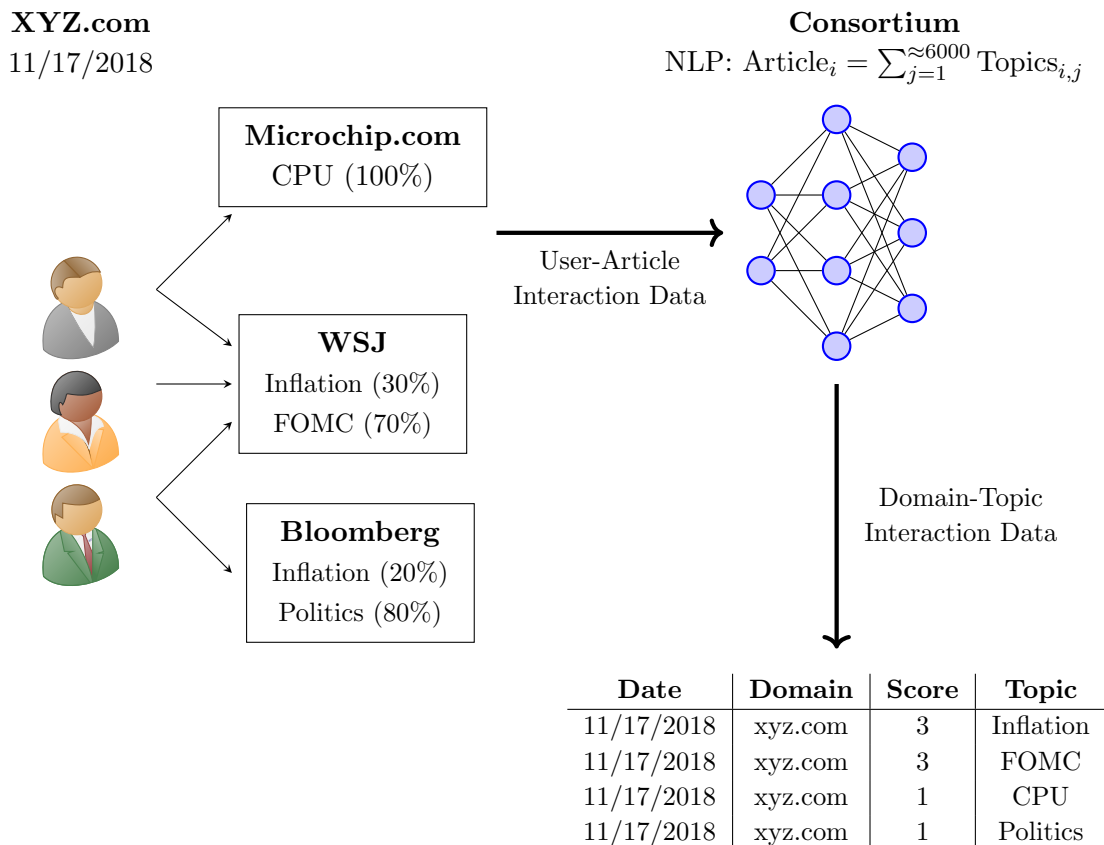 XYZ.com
11/17/2018
Consortium
NLP: Article_i = ∑_{j=1}^{≈6000} Topics_{i,j}
Microchip.com
CPU (100%)
WSJ
Inflation (30%)
FOMC (70%)
Bloomberg
Inflation (20%)
Politics (80%)
User-Article
Interaction Data
Domain-Topic
Interaction Data
Date Domain Score Topic
11/17/2018 xyz.com 3 Inflation
11/17/2018 xyz.com 3 FOMC
11/17/2018 xyz.com 1 CPU
11/17/2018 xyz.com 1 Politics